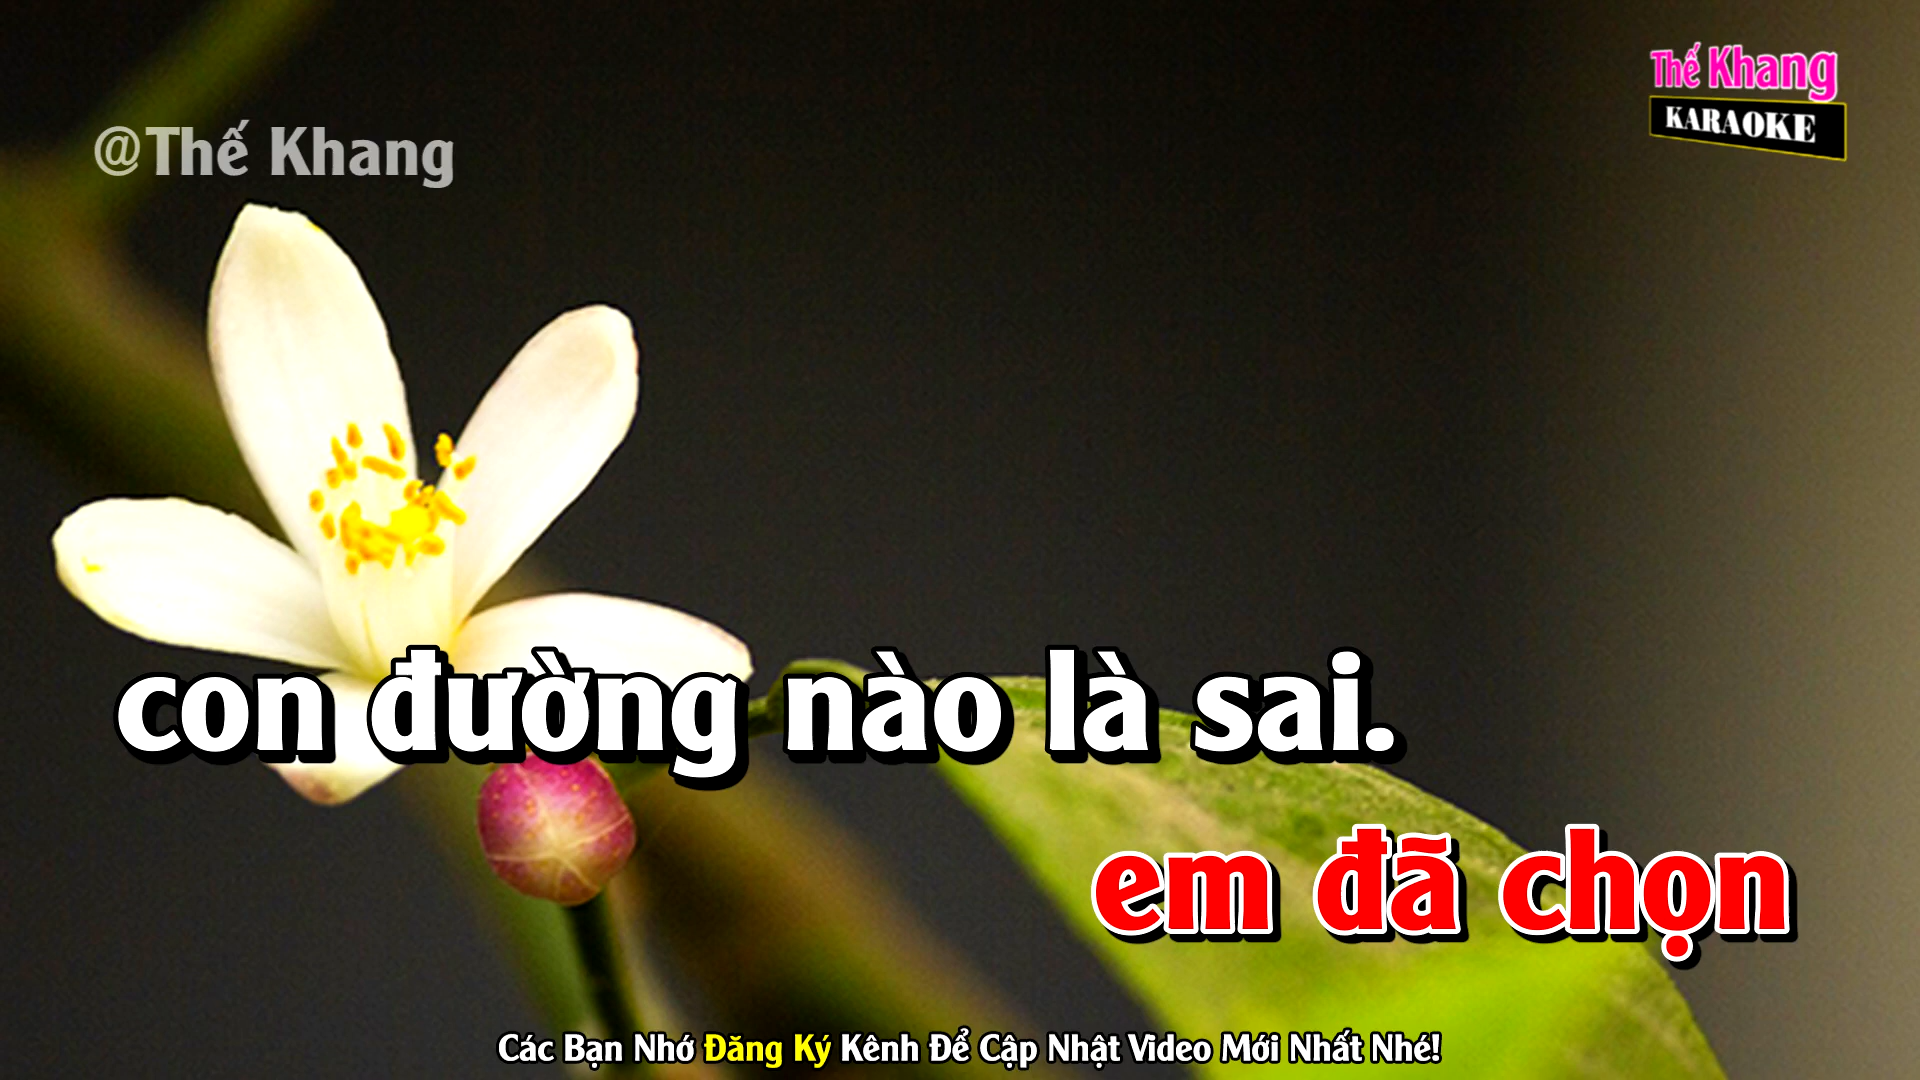 Thế Khang
KARAOKE
@Thế Khang
con đường nào là sai.
em đã chọn
Các Bạn Nhớ Đăng Ký Kênh Để Cập Nhật Video Mới Nhất Nhé!